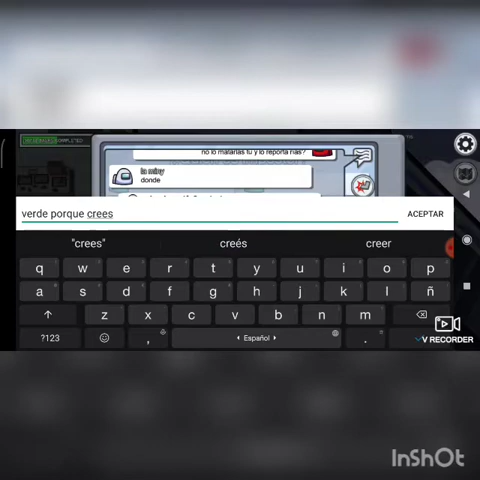 no lo matarias tu y lo reporta rias?
la miny
donde
verde porque crees
ACEPTAR
"crees" creés creer
q w e r t y u i o p
a s d f g h j k l ñ
z x c v b n m
?123 , Español .
V RECORDER
InShOt